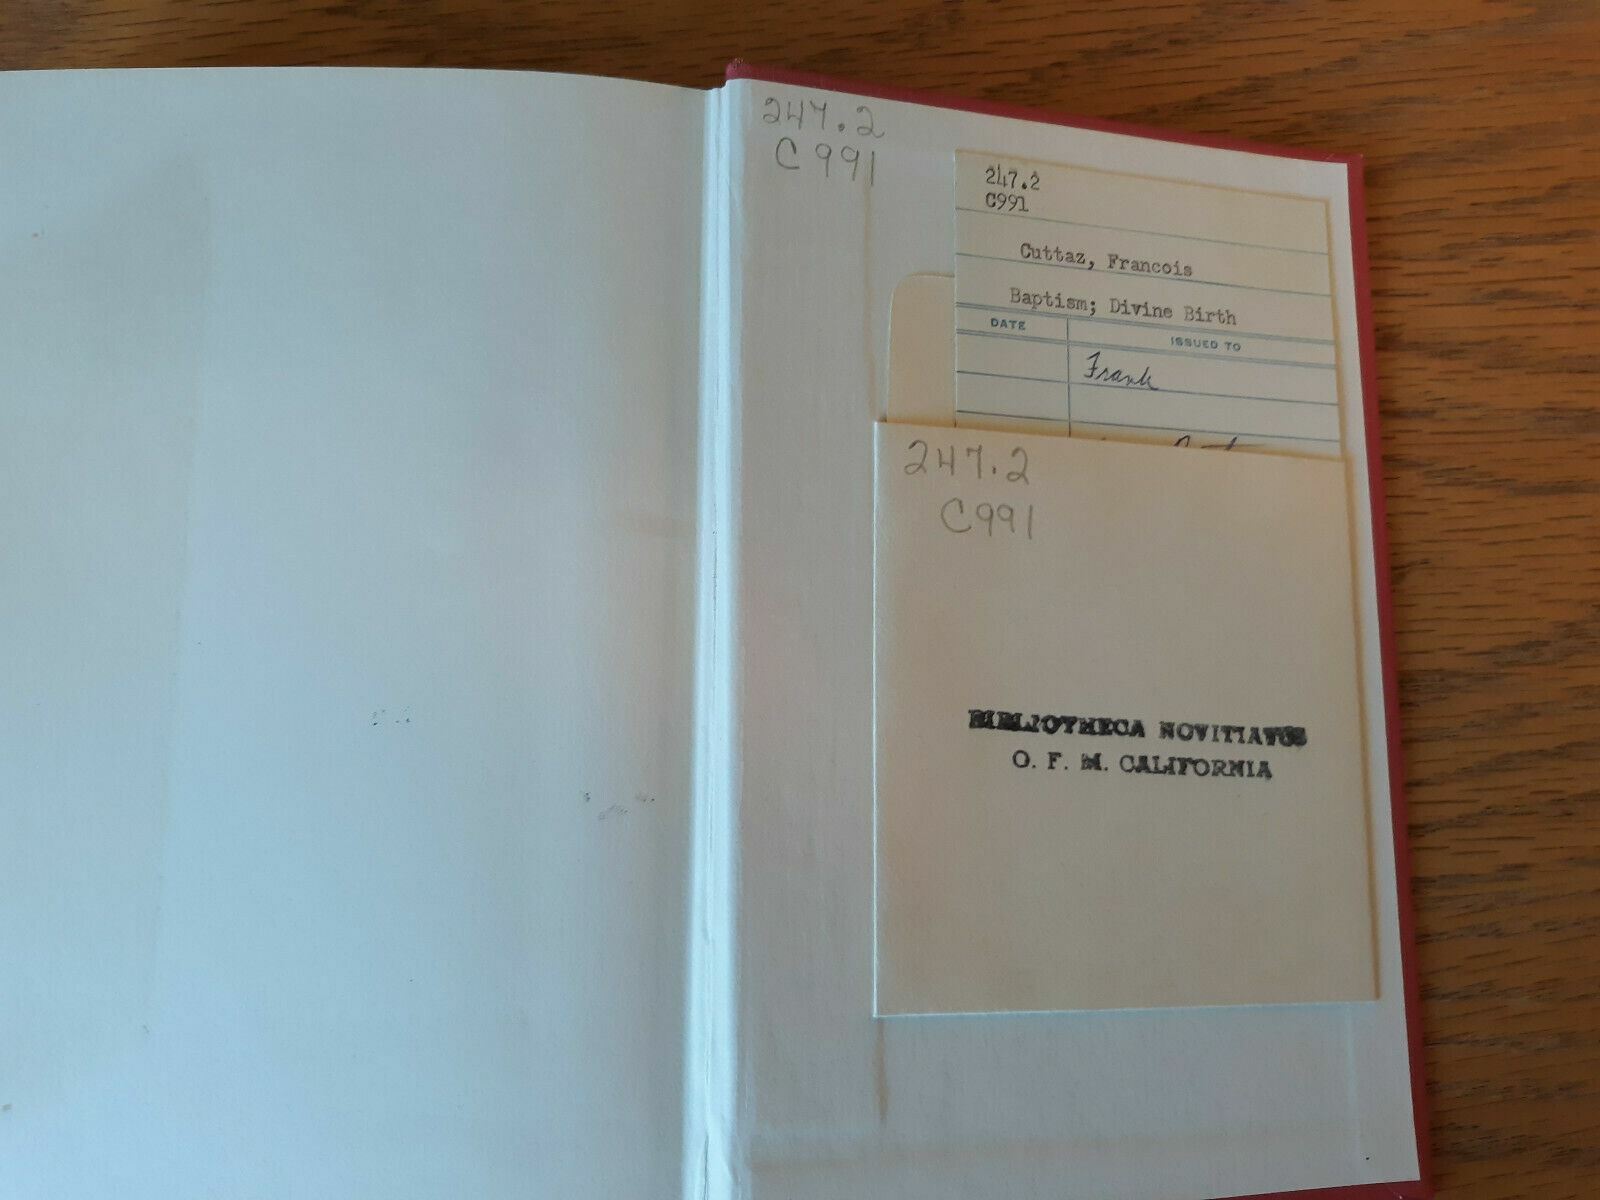 247.2
C991
247.2
C991
Cuttaz, Francois
Baptism; Divine Birth
DATE ISSUED TO
Frank
247.2
C991
BIBLIOTHECA NOVITIATUS
O. F. M. CALIFORNIA